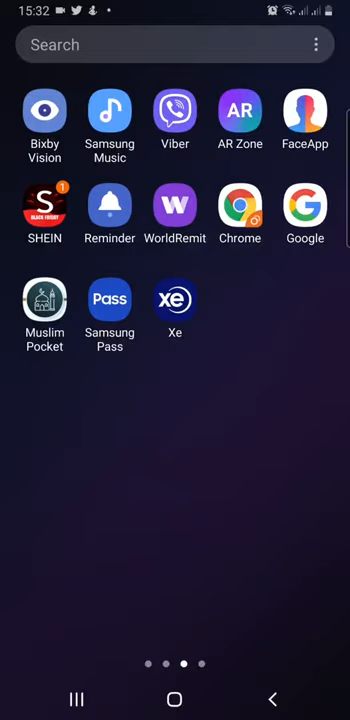 15:32
Search
AR
Bixby Vision
Samsung Music
Viber
AR Zone
FaceApp
S
BLACK FRIDAY
1
SHEIN
Reminder
W
WorldRemit
Chrome
G
Google
Muslim Pocket
Pass
Samsung Pass
xe
Xe